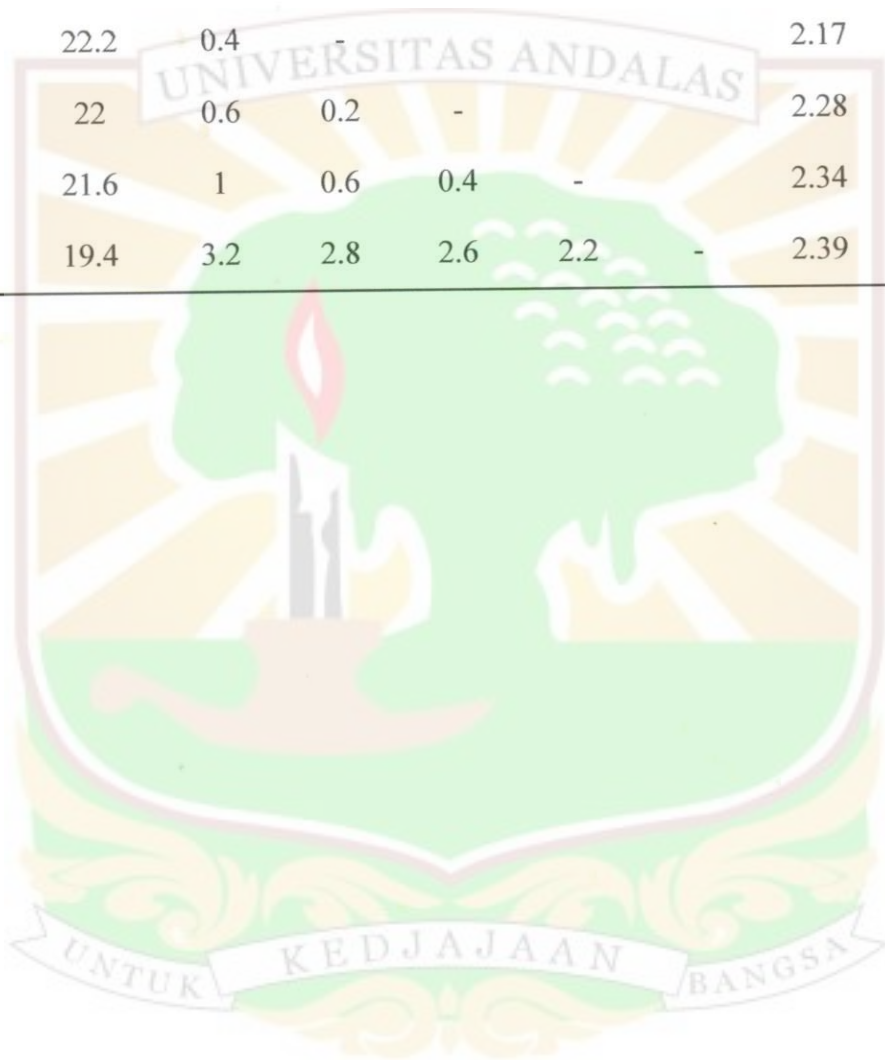 22.2 0.4 - 2.17
UNIVERSITAS ANDALAS
22 0.6 0.2 - 2.28
21.6 1 0.6 0.4 - 2.34
19.4 3.2 2.8 2.6 2.2 - 2.39
UNTUK KEDJAJAAN BANGSA